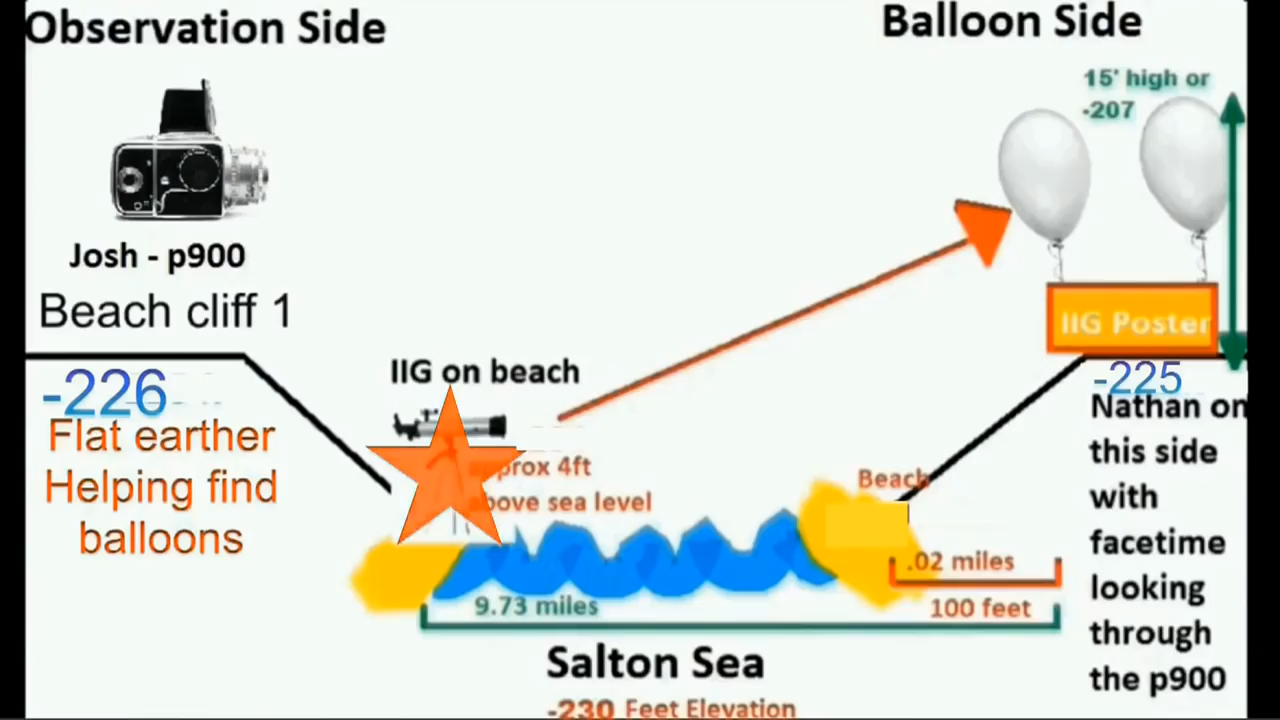 Observation Side
Josh - p900
Beach cliff 1
-226
Flat earther
Helping find
balloons
IIG on beach
4ft
above sea level
9.73 miles
Salton Sea
-230 Feet Elevation
Balloon Side
15' high or
-207
IIG Poster
-225
Nathan on
this side
with
facetime
looking
through
the p900
Beach
.02 miles
100 feet